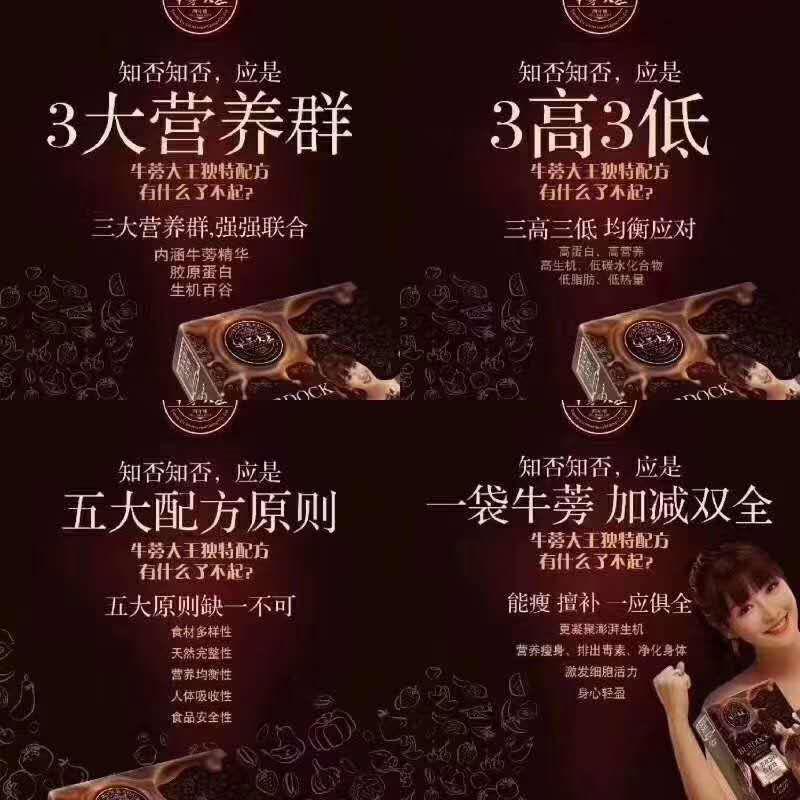 知否知否，应是
3大营养群
牛蒡大王独特配方
有什么了不起?
三大营养群,强强联合
内涵牛蒡精华
胶原蛋白
生机百谷
BURDOCK
知否知否，应是
3高3低
牛蒡大王独特配方
有什么了不起?
三高三低 均衡应对
高蛋白、高营养
高生机、低碳水化合物
低脂肪、低热量
知否知否，应是
五大配方原则
牛蒡大王独特配方
有什么了不起?
五大原则缺一不可
食材多样性
天然完整性
营养均衡性
人体吸收性
食品安全性
知否知否，应是
一袋牛蒡 加减双全
牛蒡大王独特配方
有什么了不起?
能瘦 擅补 一应俱全
更凝聚澎湃生机
营养瘦身、排出毒素、净化身体
激发细胞活力
身心轻盈
BURDOCK